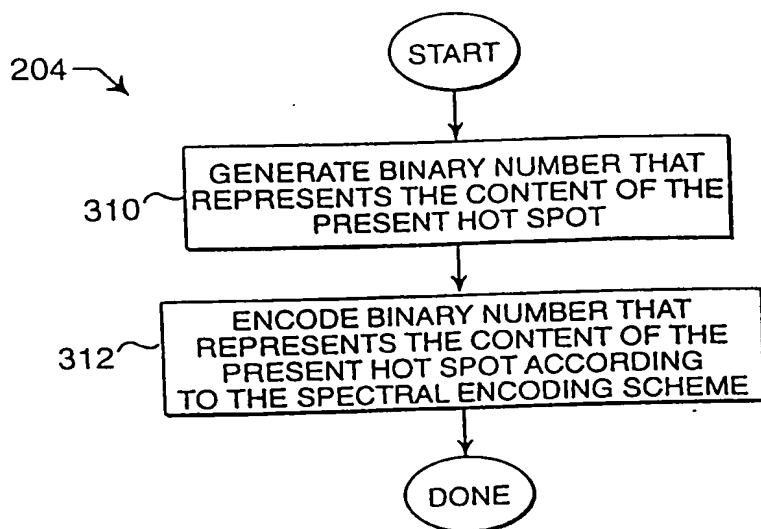 START
204
GENERATE BINARY NUMBER THAT
REPRESENTS THE CONTENT OF THE
PRESENT HOT SPOT.
310
ENCODE BINARY NUMBER THAT
REPRESENTS THE CONTENT OF THE
PRESENT HOT SPOT ACCORDING
TO THE SPECTRAL ENCODING SCHEME
312
DONE